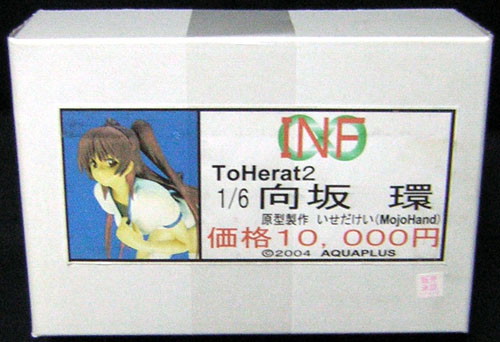 INF
ToHerat2
1/6 向坂 環
原型製作 いせだけい(MojoHand)
価格10,000円
©2004 AQUAPLUS